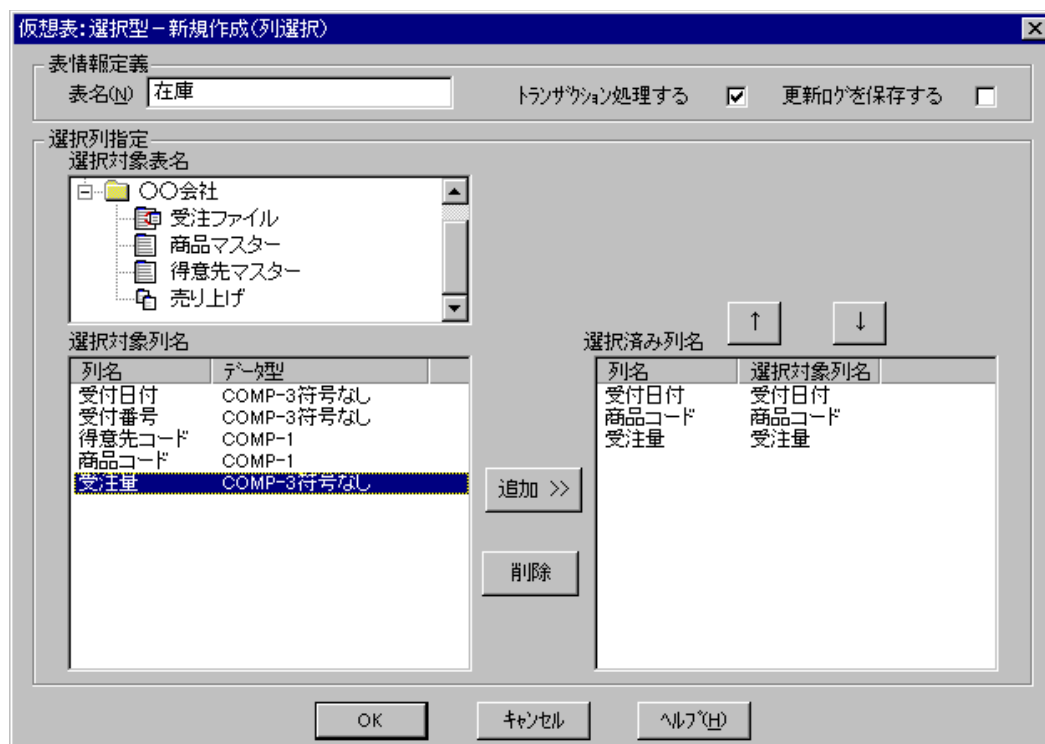 仮想表:選択型－新規作成(列選択)
表情報定義
表名(N) 在庫 ﾄﾗﾝｻﾞｸｼｮﾝ処理する 更新ﾛｸﾞを保存する
選択列指定
選択対象表名
〇〇会社
受注ファイル
商品マスター
得意先マスター
売り上げ
↑ ↓
選択対象列名 選択済み列名
列名 ﾃﾞｰﾀ型 列名 選択対象列名
受付日付 COMP-3符号なし 受付日付 受付日付
受付番号 COMP-3符号なし 商品コード 商品コード
得意先コード COMP-1 受注量 受注量
商品コード COMP-1
受注量 COMP-3符号なし
追加 >>
削除
OK ｷｬﾝｾﾙ ﾍﾙﾌﾟ(H)